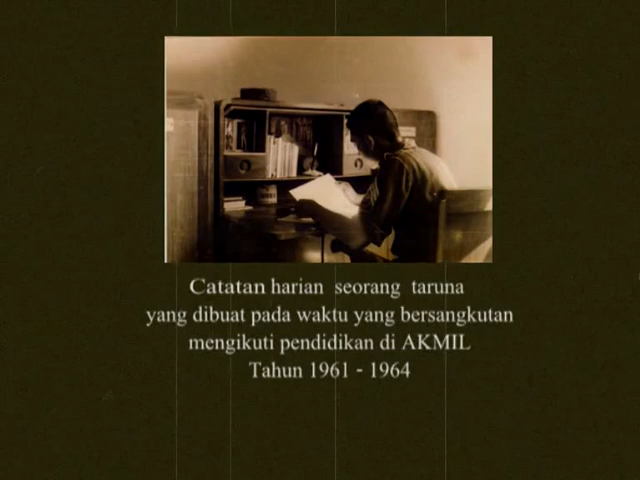 Catatan harian seorang taruna
yang dibuat pada waktu yang bersangkutan
mengikuti pendidikan di AKMIL
Tahun 1961 - 1964